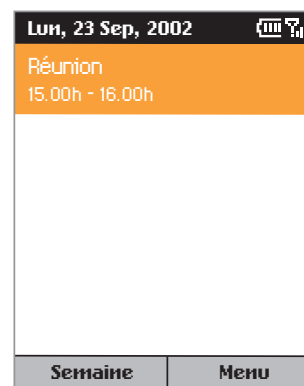 Lun, 23 Sep, 2002
Réunion
15.00h - 16.00h
Semaine Menu